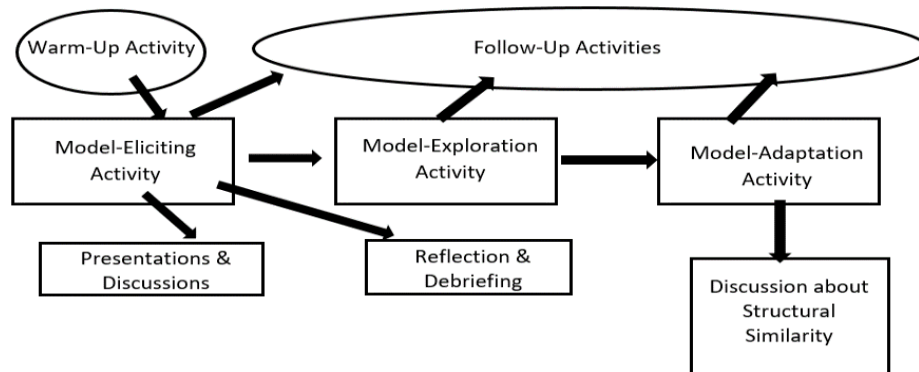 Warm-Up Activity
Follow-Up Activities
Model-Eliciting
Activity
Model-Exploration
Activity
Model-Adaptation
Activity
Presentations &
Discussions
Reflection &
Debriefing
Discussion about
Structural
Similarity